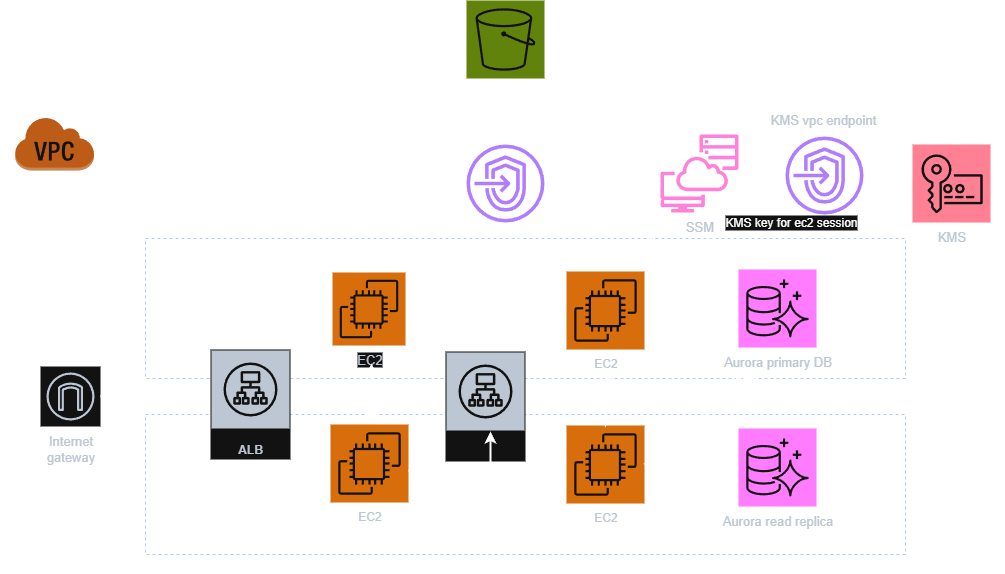 KMS vpc endpoint
VPC
SSM
KMS key for ec2 session
KMS
EC2
EC2
Aurora primary DB
Internet
gateway
ALB
EC2
EC2
Aurora read replica